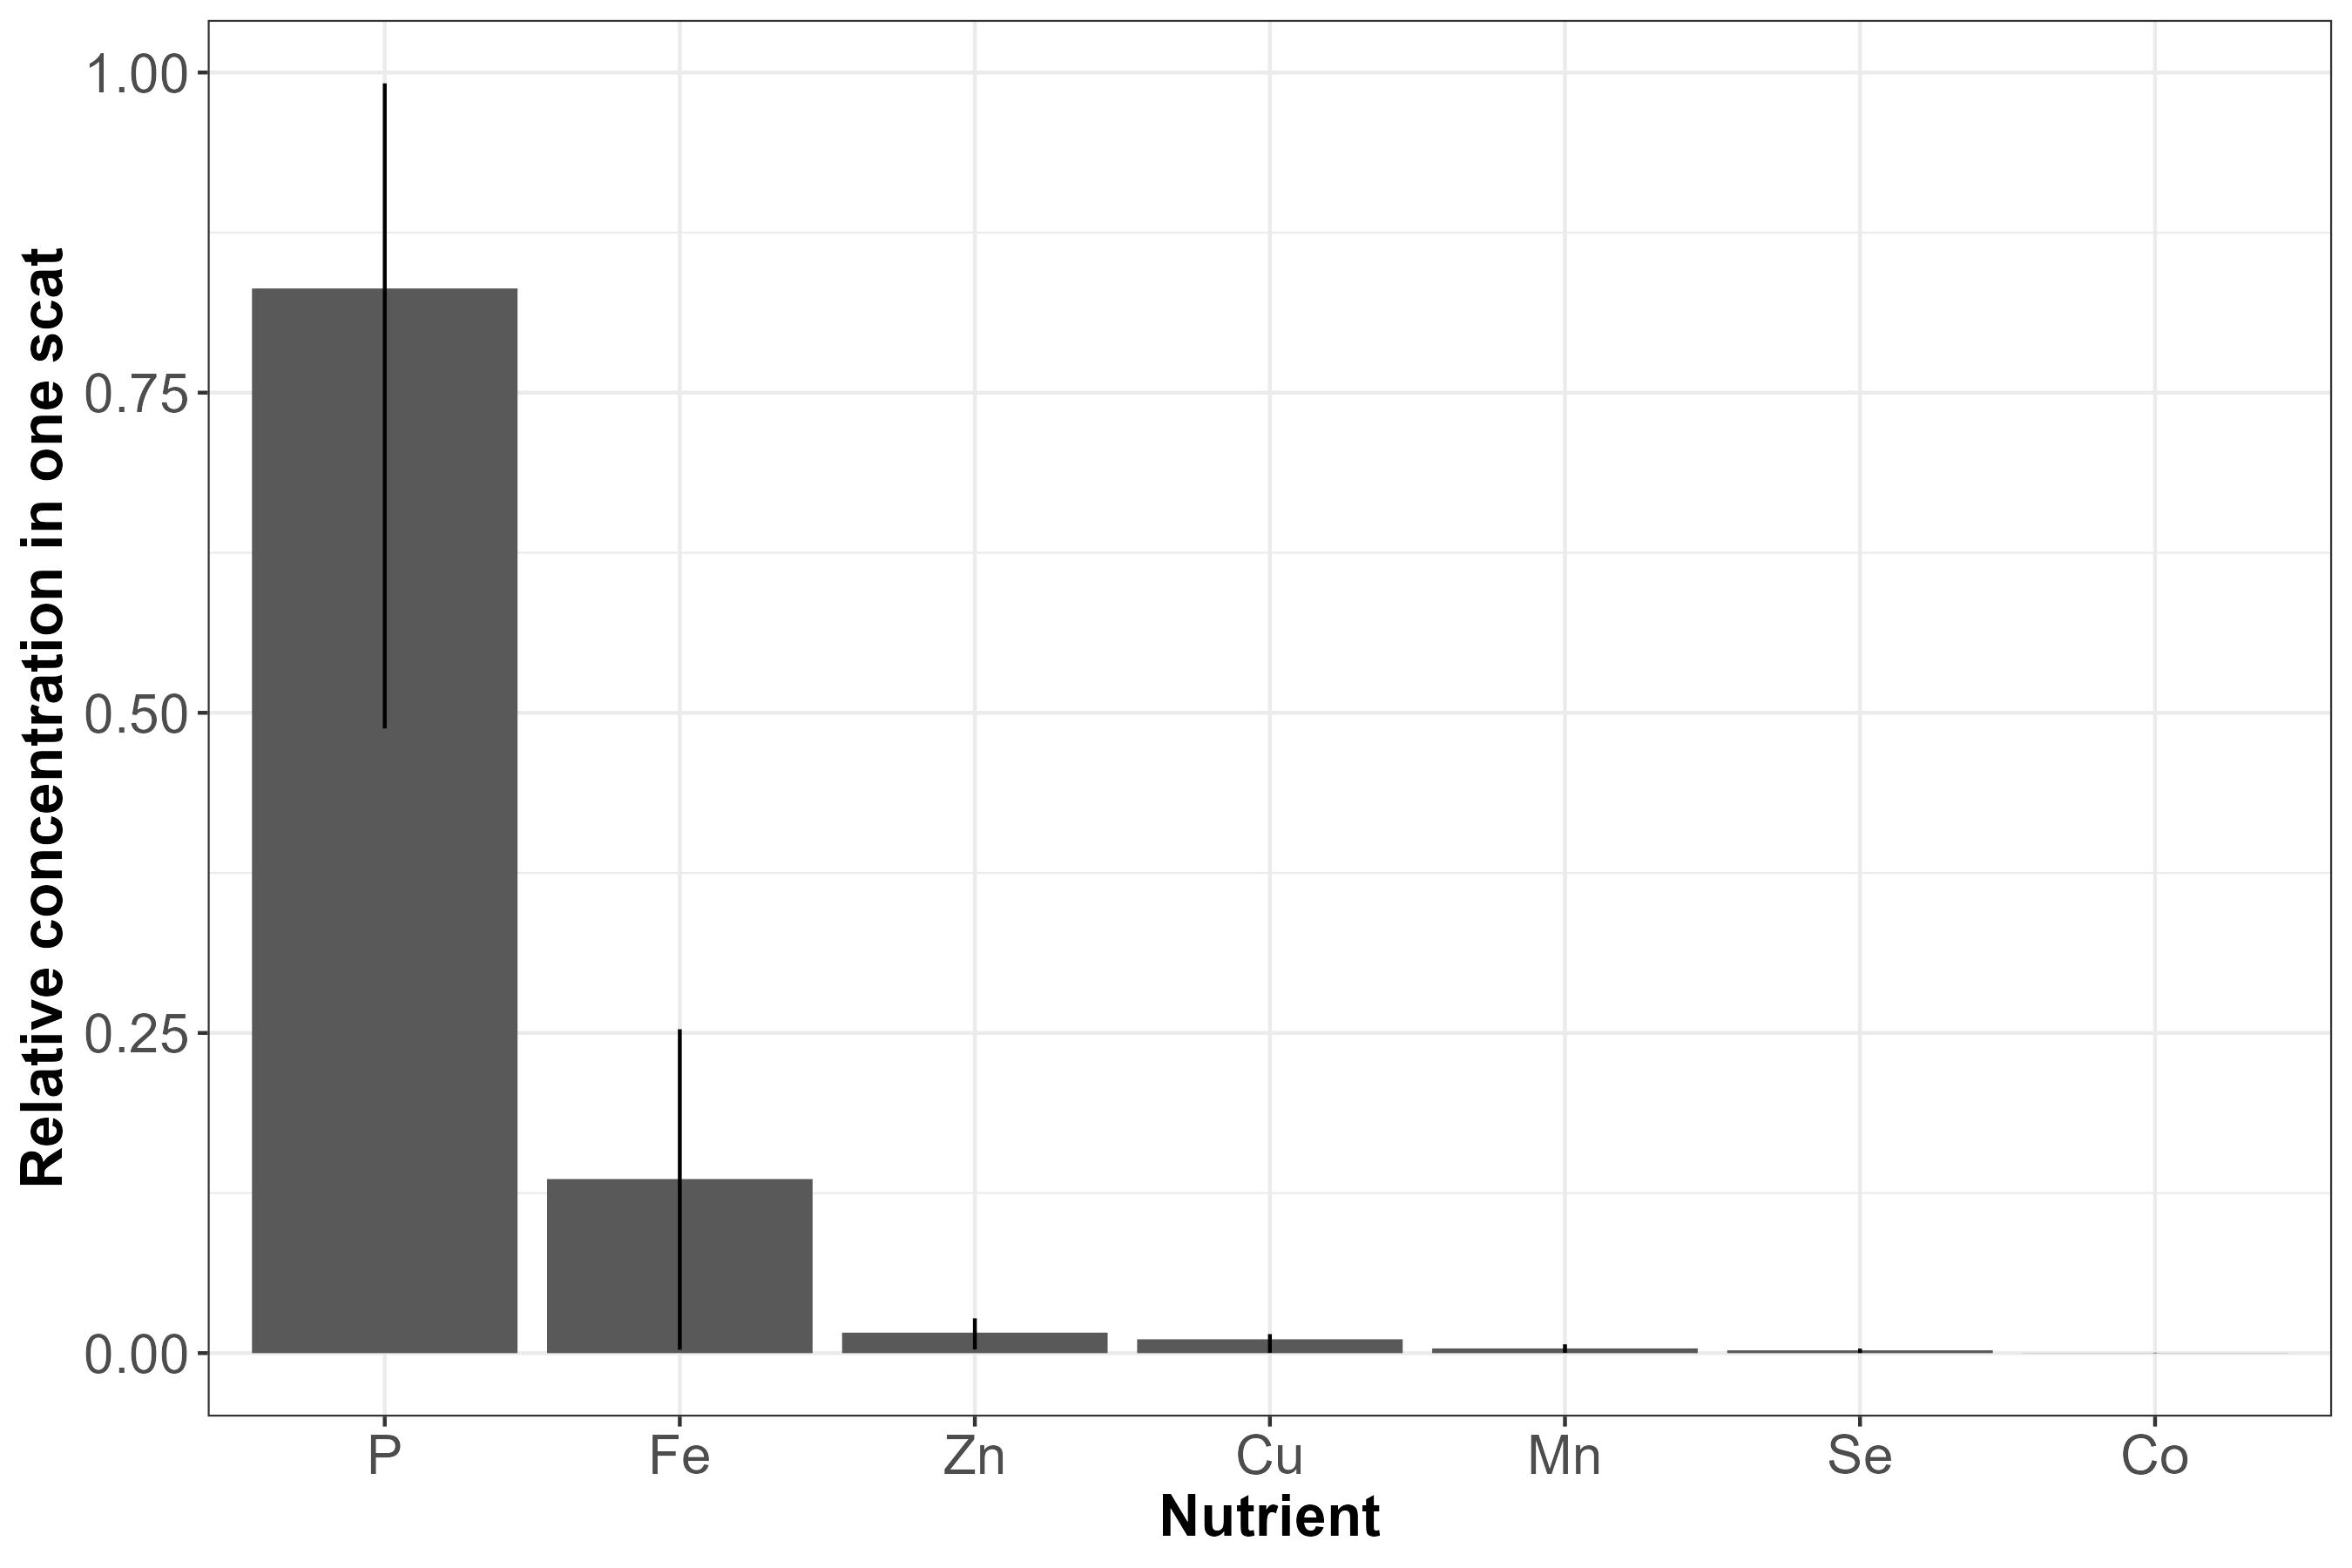 Relative concentration in one scat
1.00
0.75
0.50
0.25
0.00
P Fe Zn Cu Mn Se Co
Nutrient